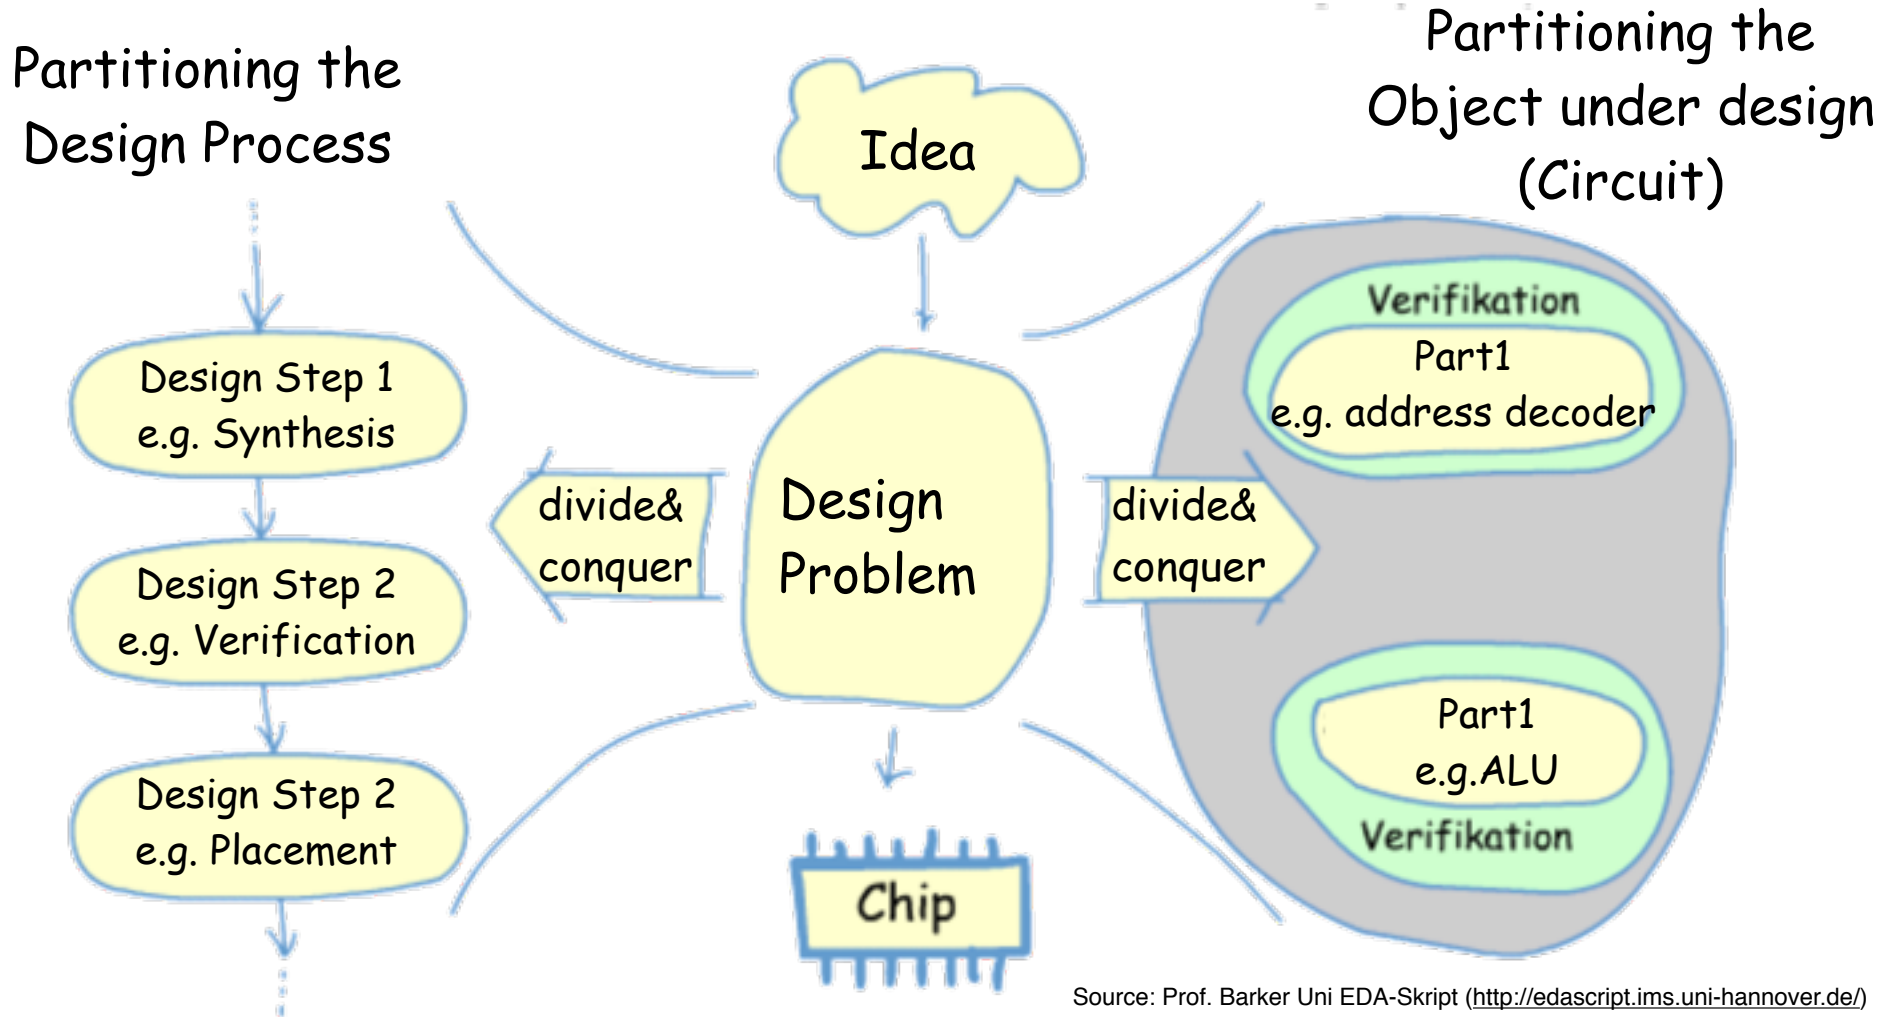 Partitioning the
Design Process
Design Step 1
e.g. Synthesis
Design Step 2
e.g. Verification
Design Step 2
e.g. Placement
divide&
conquer
Idea
Design
Problem
Chip
divide&
conquer
Partitioning the
Object under design
(Circuit)
Verifikation
Part1
e.g. address decoder
Part1
e.g.ALU
Verifikation
Source: Prof. Barker Uni EDA-Skript (http://edascript.ims.uni-hannover.de/)